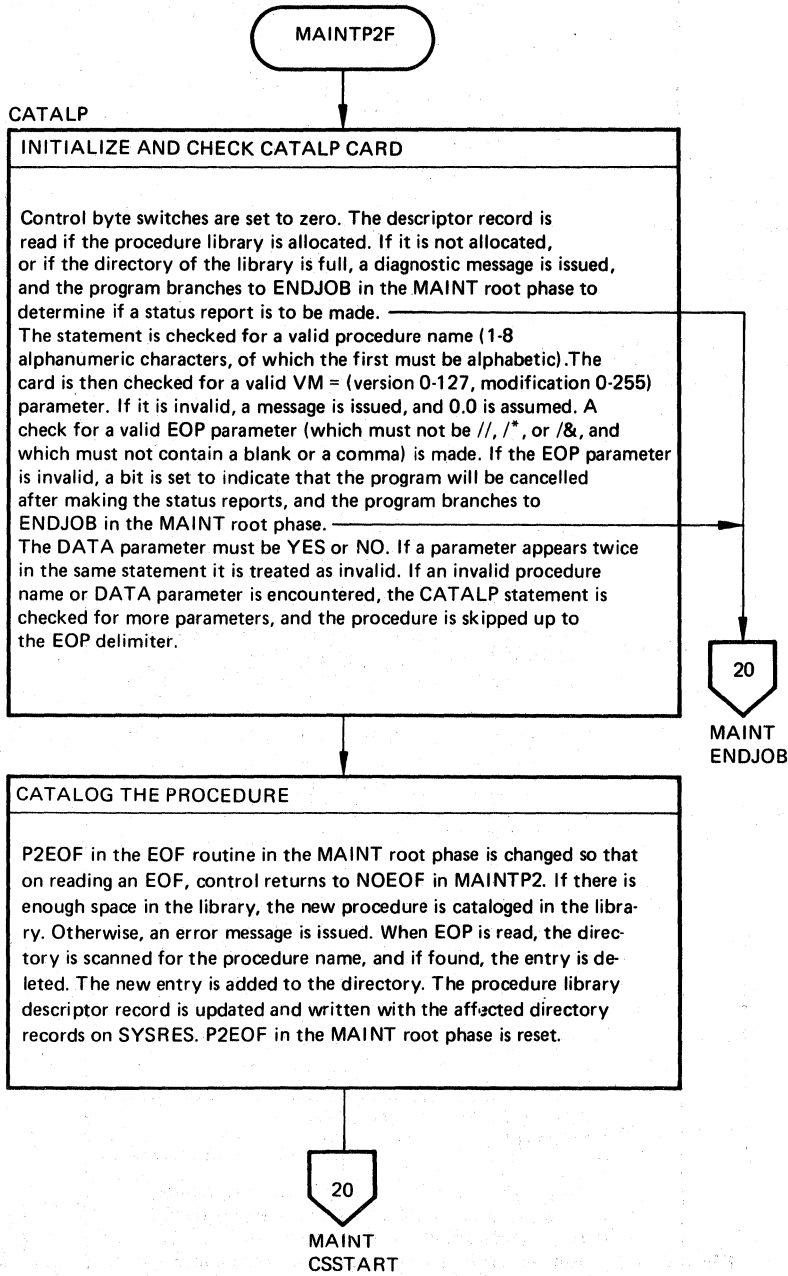 MAINTP2F
CATALP
INITIALIZE AND CHECK CATALP CARD
Control byte switches are set to zero. The descriptor record is
read if the procedure library is allocated. If it is not allocated,
or if the directory of the library is full, a diagnostic message is issued,
and the program branches to ENDJOB in the MAINT root phase to
determine if a status report is to be made.
The statement is checked for a valid procedure name (1-8
alphanumeric characters, of which the first must be alphabetic).The
card is then checked for a valid VM = (version 0-127, modification 0-255)
parameter. If it is invalid, a message is issued, and 0.0 is assumed. A
check for a valid EOP parameter (which must not be //, /*, or /&, and
which must not contain a blank or a comma) is made. If the EOP parameter
is invalid, a bit is set to indicate that the program will be cancelled
after making the status reports, and the program branches to
ENDJOB in the MAINT root phase.
The DATA parameter must be YES or NO. If a parameter appears twice
in the same statement it is treated as invalid. If an invalid procedure
name or DATA parameter is encountered, the CATALP statement is
checked for more parameters, and the procedure is skipped up to
the EOP delimiter.
20
MAINT
ENDJOB
CATALOG THE PROCEDURE
P2EOF in the EOF routine in the MAINT root phase is changed so that
on reading an EOF, control returns to NOEOF in MAINTP2. If there is
enough space in the library, the new procedure is cataloged in the libra-
ry. Otherwise, an error message is issued. When EOP is read, the direc-
tory is scanned for the procedure name, and if found, the entry is de-
leted. The new entry is added to the directory. The procedure library
descriptor record is updated and written with the affected directory
records on SYSRES. P2EOF in the MAINT root phase is reset.
20
MAINT
CSSTART